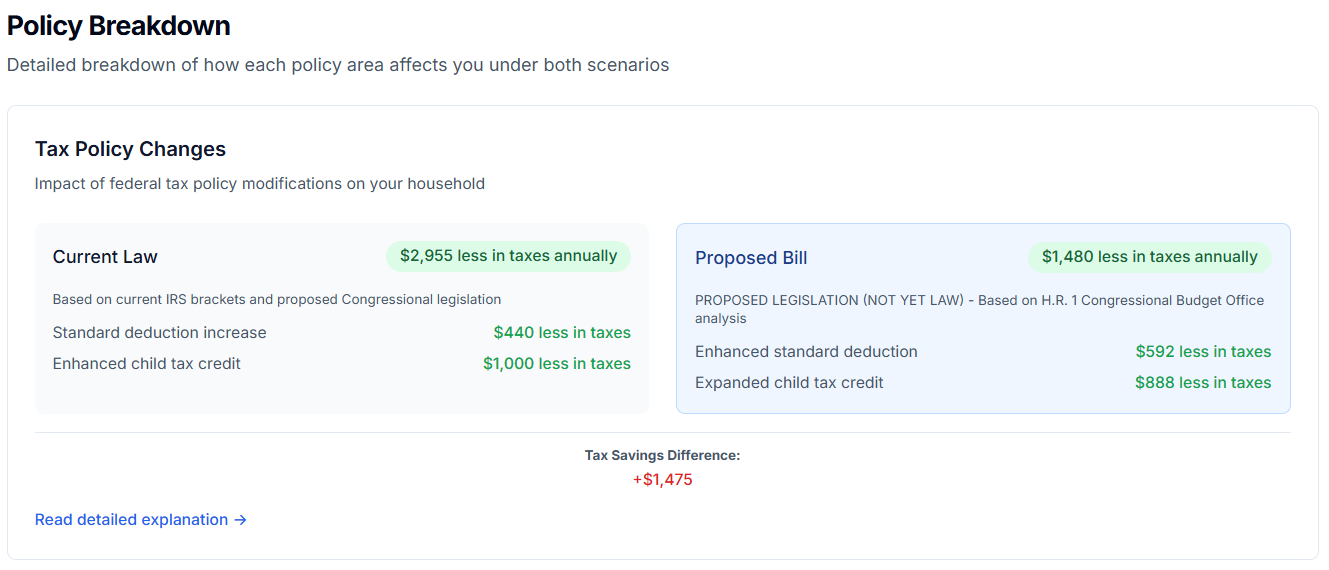 Policy Breakdown
Detailed breakdown of how each policy area affects you under both scenarios
Tax Policy Changes
Impact of federal tax policy modifications on your household
Current Law
$2,955 less in taxes annually
Based on current IRS brackets and proposed Congressional legislation
Standard deduction increase
$440 less in taxes
Enhanced child tax credit
$1,000 less in taxes
Proposed Bill
$1,480 less in taxes annually
PROPOSED LEGISLATION (NOT YET LAW) - Based on H.R. 1 Congressional Budget Office
analysis
Enhanced standard deduction
$592 less in taxes
Expanded child tax credit
$888 less in taxes
Tax Savings Difference:
+$1,475
Read detailed explanation →